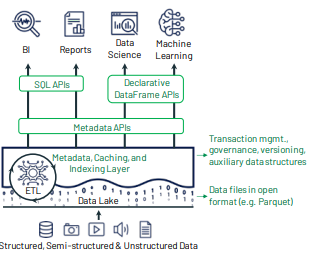 BI
Reports
Data
Science
Machine
Learning
SQL APIs
Declarative
DataFrame APIs
Metadata APIs
Metadata, Caching, and
Indexing Layer
ETL
Data Lake
Transaction mgmt.,
governance, versioning,
auxiliary data structures
Data files in open
format (e.g. Parquet)
Structured, Semi-structured & Unstructured Data